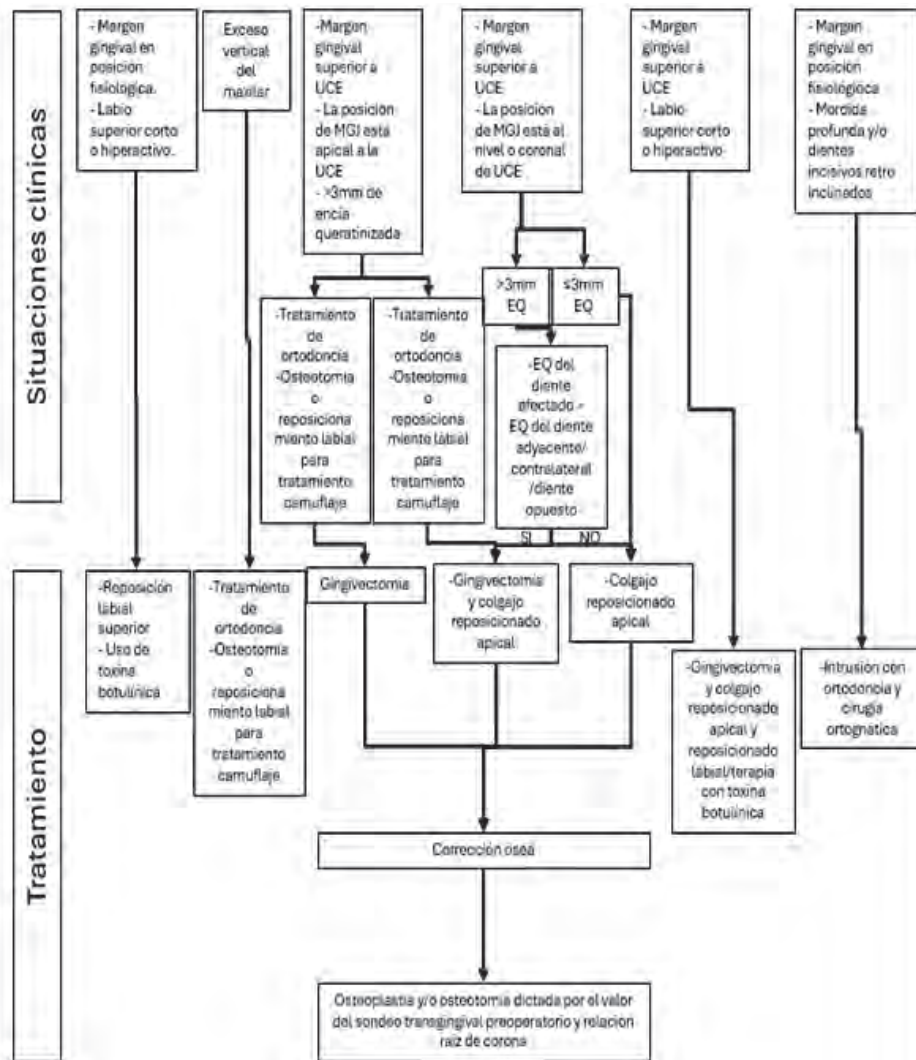 Situaciones clínicas
- Margen
gingival en
posición
fisiológica.
- Labio
superior corto
o hiperactivo.
Exceso
vertical del
maxilar
-Margen
gingival
superior a
UCE
- La posición
de MGJ está
apical a la
UCE
- >3mm de
encía
queratinizada
- Margen
gingival
superior a
UCE
- La posición
de MGJ está al
nivel o coronal
de UCE
- Margen
gingival
superior a
UCE
- Labio
superior corto
o hiperactivo
- Margen
gingival en
posición
fisiológica
- Mordida
profunda y/o
dientes
incisivos retro
inclinados
>3mm
EQ
≤3mm
EQ
-Tratamiento
de
ortodoncia
-Osteotomía
o
reposiciona
miento labial
para
tratamiento
camuflaje
- Tratamiento
de
ortodoncia
-Osteotomía
o
reposiciona
miento labial
para
tratamiento
camuflaje
-EQ del
diente
afectado -
EQ del diente
adyacente/
contralateral
/diente
opuesto
SI
NO
Tratamiento
-Reposición
labial
superior
- Uso de
toxina
botulínica
-Tratamiento
de
ortodoncia
-Osteotomía
o
reposiciona
miento labial
para
tratamiento
camuflaje
Gingivectomía
-Gingivectomía
y colgajo
reposicionado
apical
-Colgajo
reposicionado
apical
-Gingivectomía
y colgajo
reposicionado
apical y
reposicionado
labial/terapia
con toxina
botulínica
-Intrusión con
ortodoncia y
cirugía
ortognática
Corrección ósea
Osteoplastia y/o osteotomía dictada por el valor
del sondeo transgingival preoperatorio y relación
raíz de corona